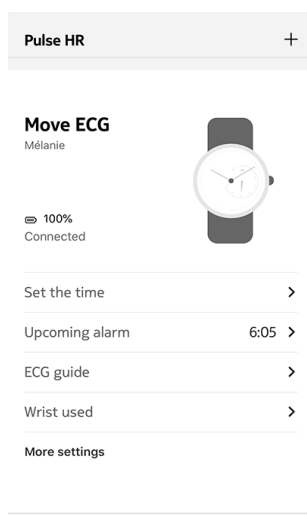 Pulse HR
Move ECG
Mélanie
100%
Connected
Set the time
Upcoming alarm 6:05
ECG guide
Wrist used
More settings